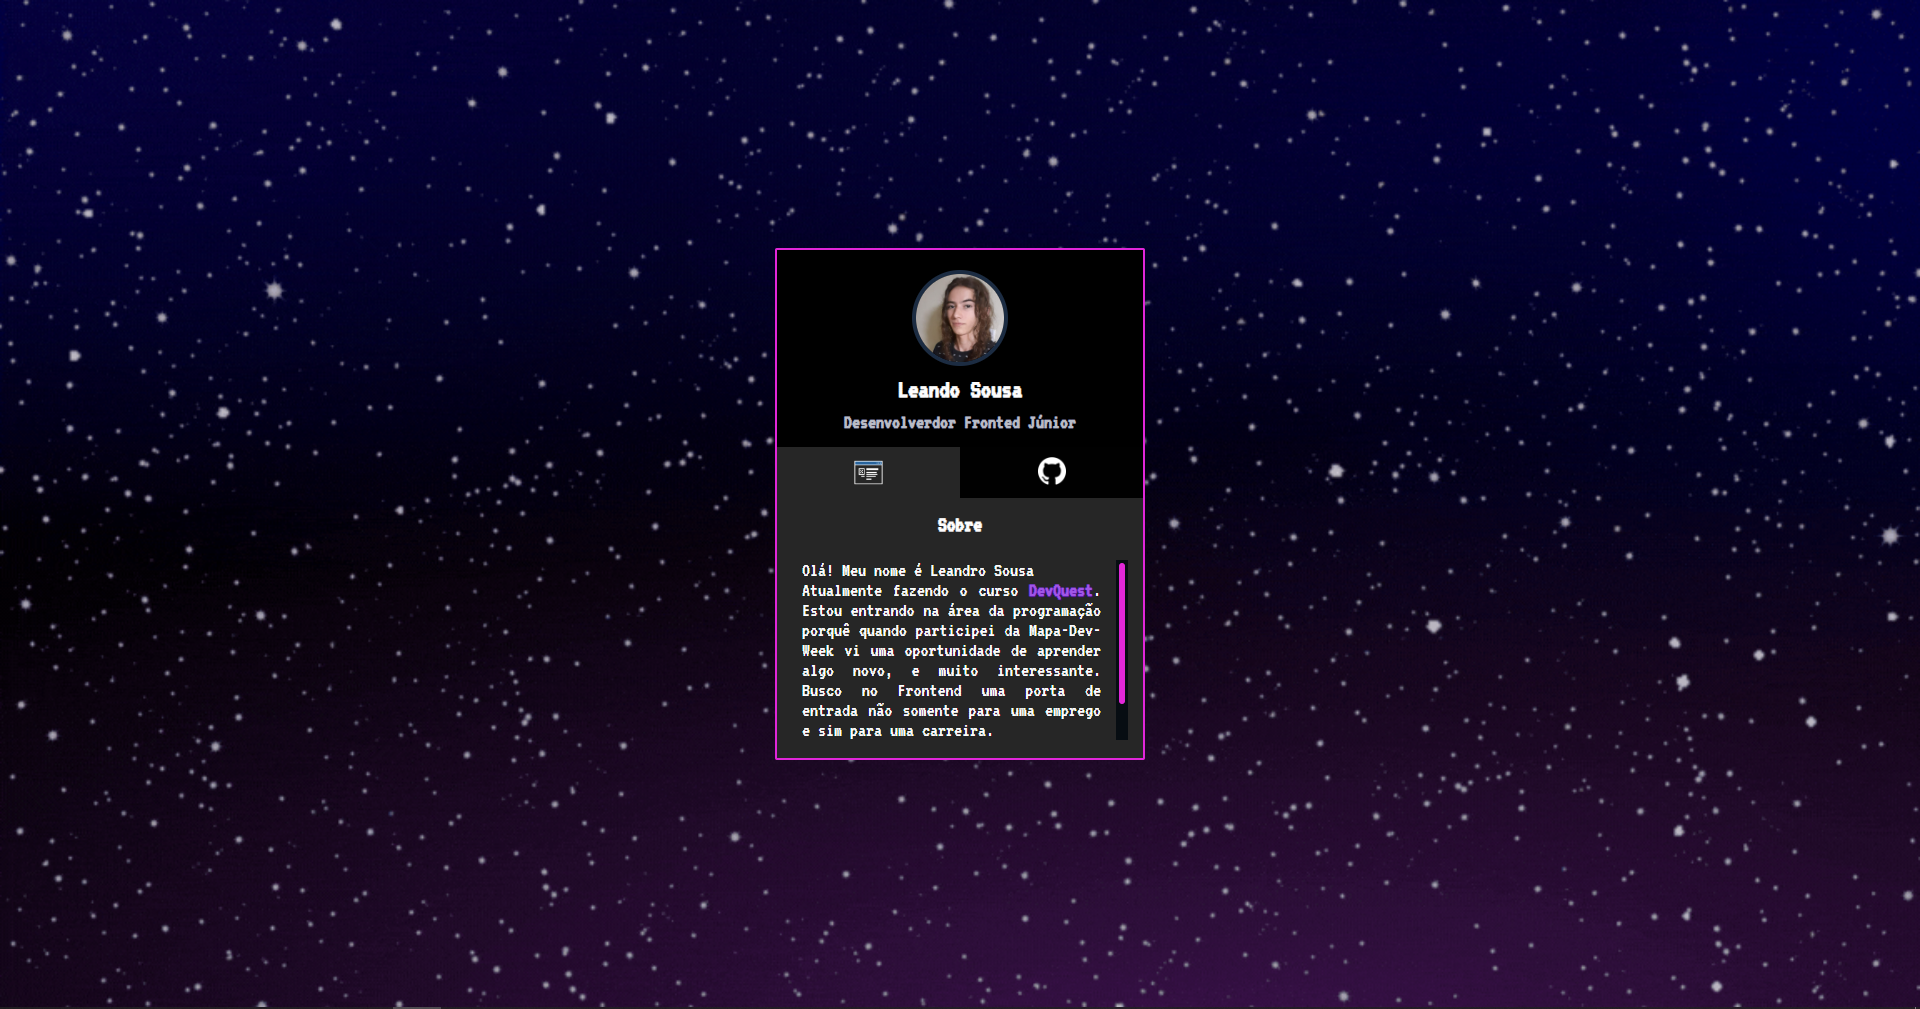 Leando Sousa
Desenvolverdor Fronted Júnior
Sobre
Olá! Meu nome é Leandro Sousa
Atualmente fazendo o curso DevQuest.
Estou entrando na área da programação
porquê quando participei da Mapa-Dev-
Week vi uma oportunidade de aprender
algo novo, e muito interessante.
Busco no Frontend uma porta de
entrada não somente para uma emprego
e sim para uma carreira.